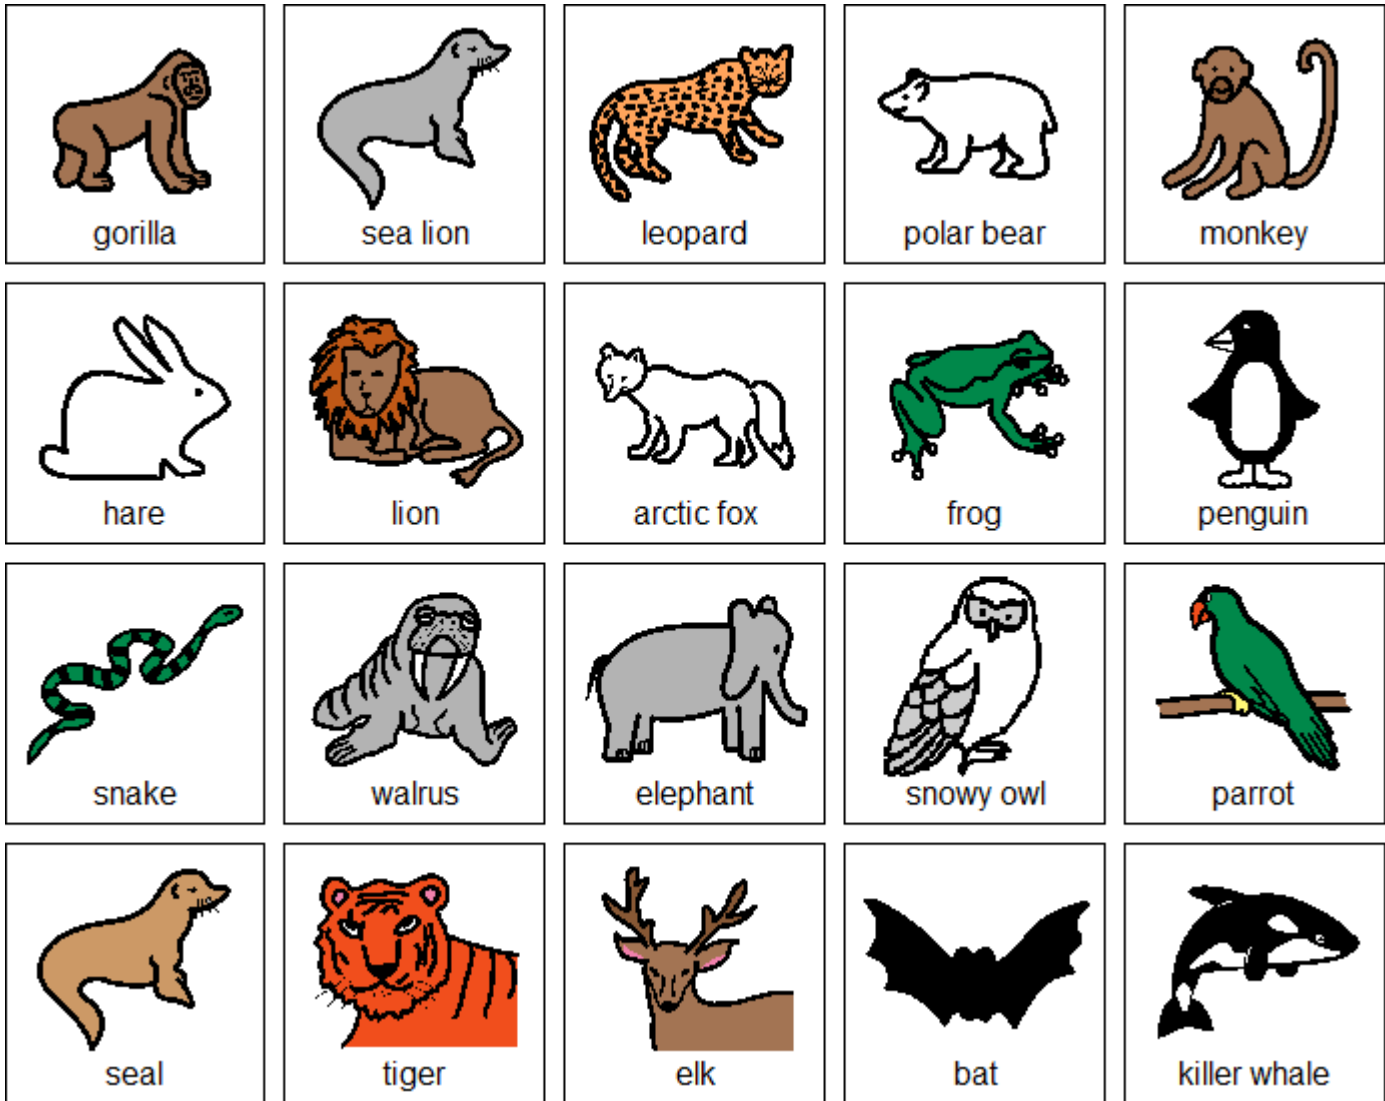 gorilla
sea lion
leopard
polar bear
monkey
hare
lion
arctic fox
frog
penguin
snake
walrus
elephant
snowy owl
parrot
seal
tiger
elk
bat
killer whale